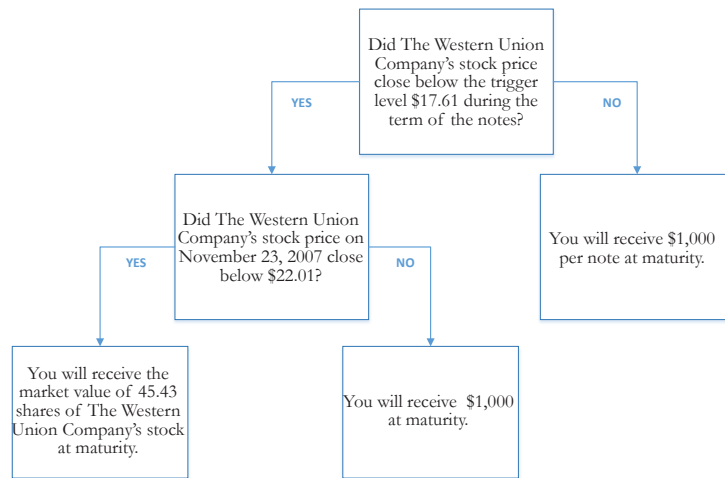 Did The Western Union
Company's stock price
close below the trigger
level $17.61 during the
term of the notes?
YES
NO
Did The Western Union
Company's stock price on
November 23, 2007 close
below $22.01?
You will receive $1,000
per note at maturity.
YES
NO
You will receive the
market value of 45.43
shares of The Western
Union Company's stock
at maturity.
You will receive $1,000
at maturity.